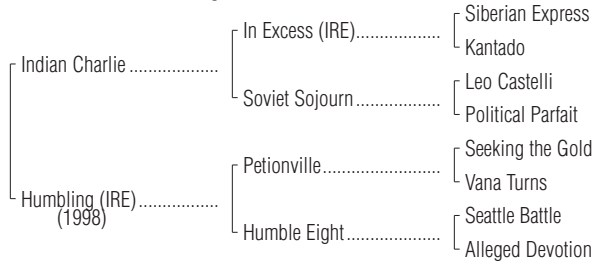 Siberian Express
In Excess (IRE)..................
Kantado
Indian Charlie ...................
Leo Castelli
Soviet Sojourn ..................
Political Parfait
Seeking the Gold
Petionville.........................
Vana Turns
Humbling (IRE).................
(1998)
Seattle Battle
Humble Eight....................
Alleged Devotion